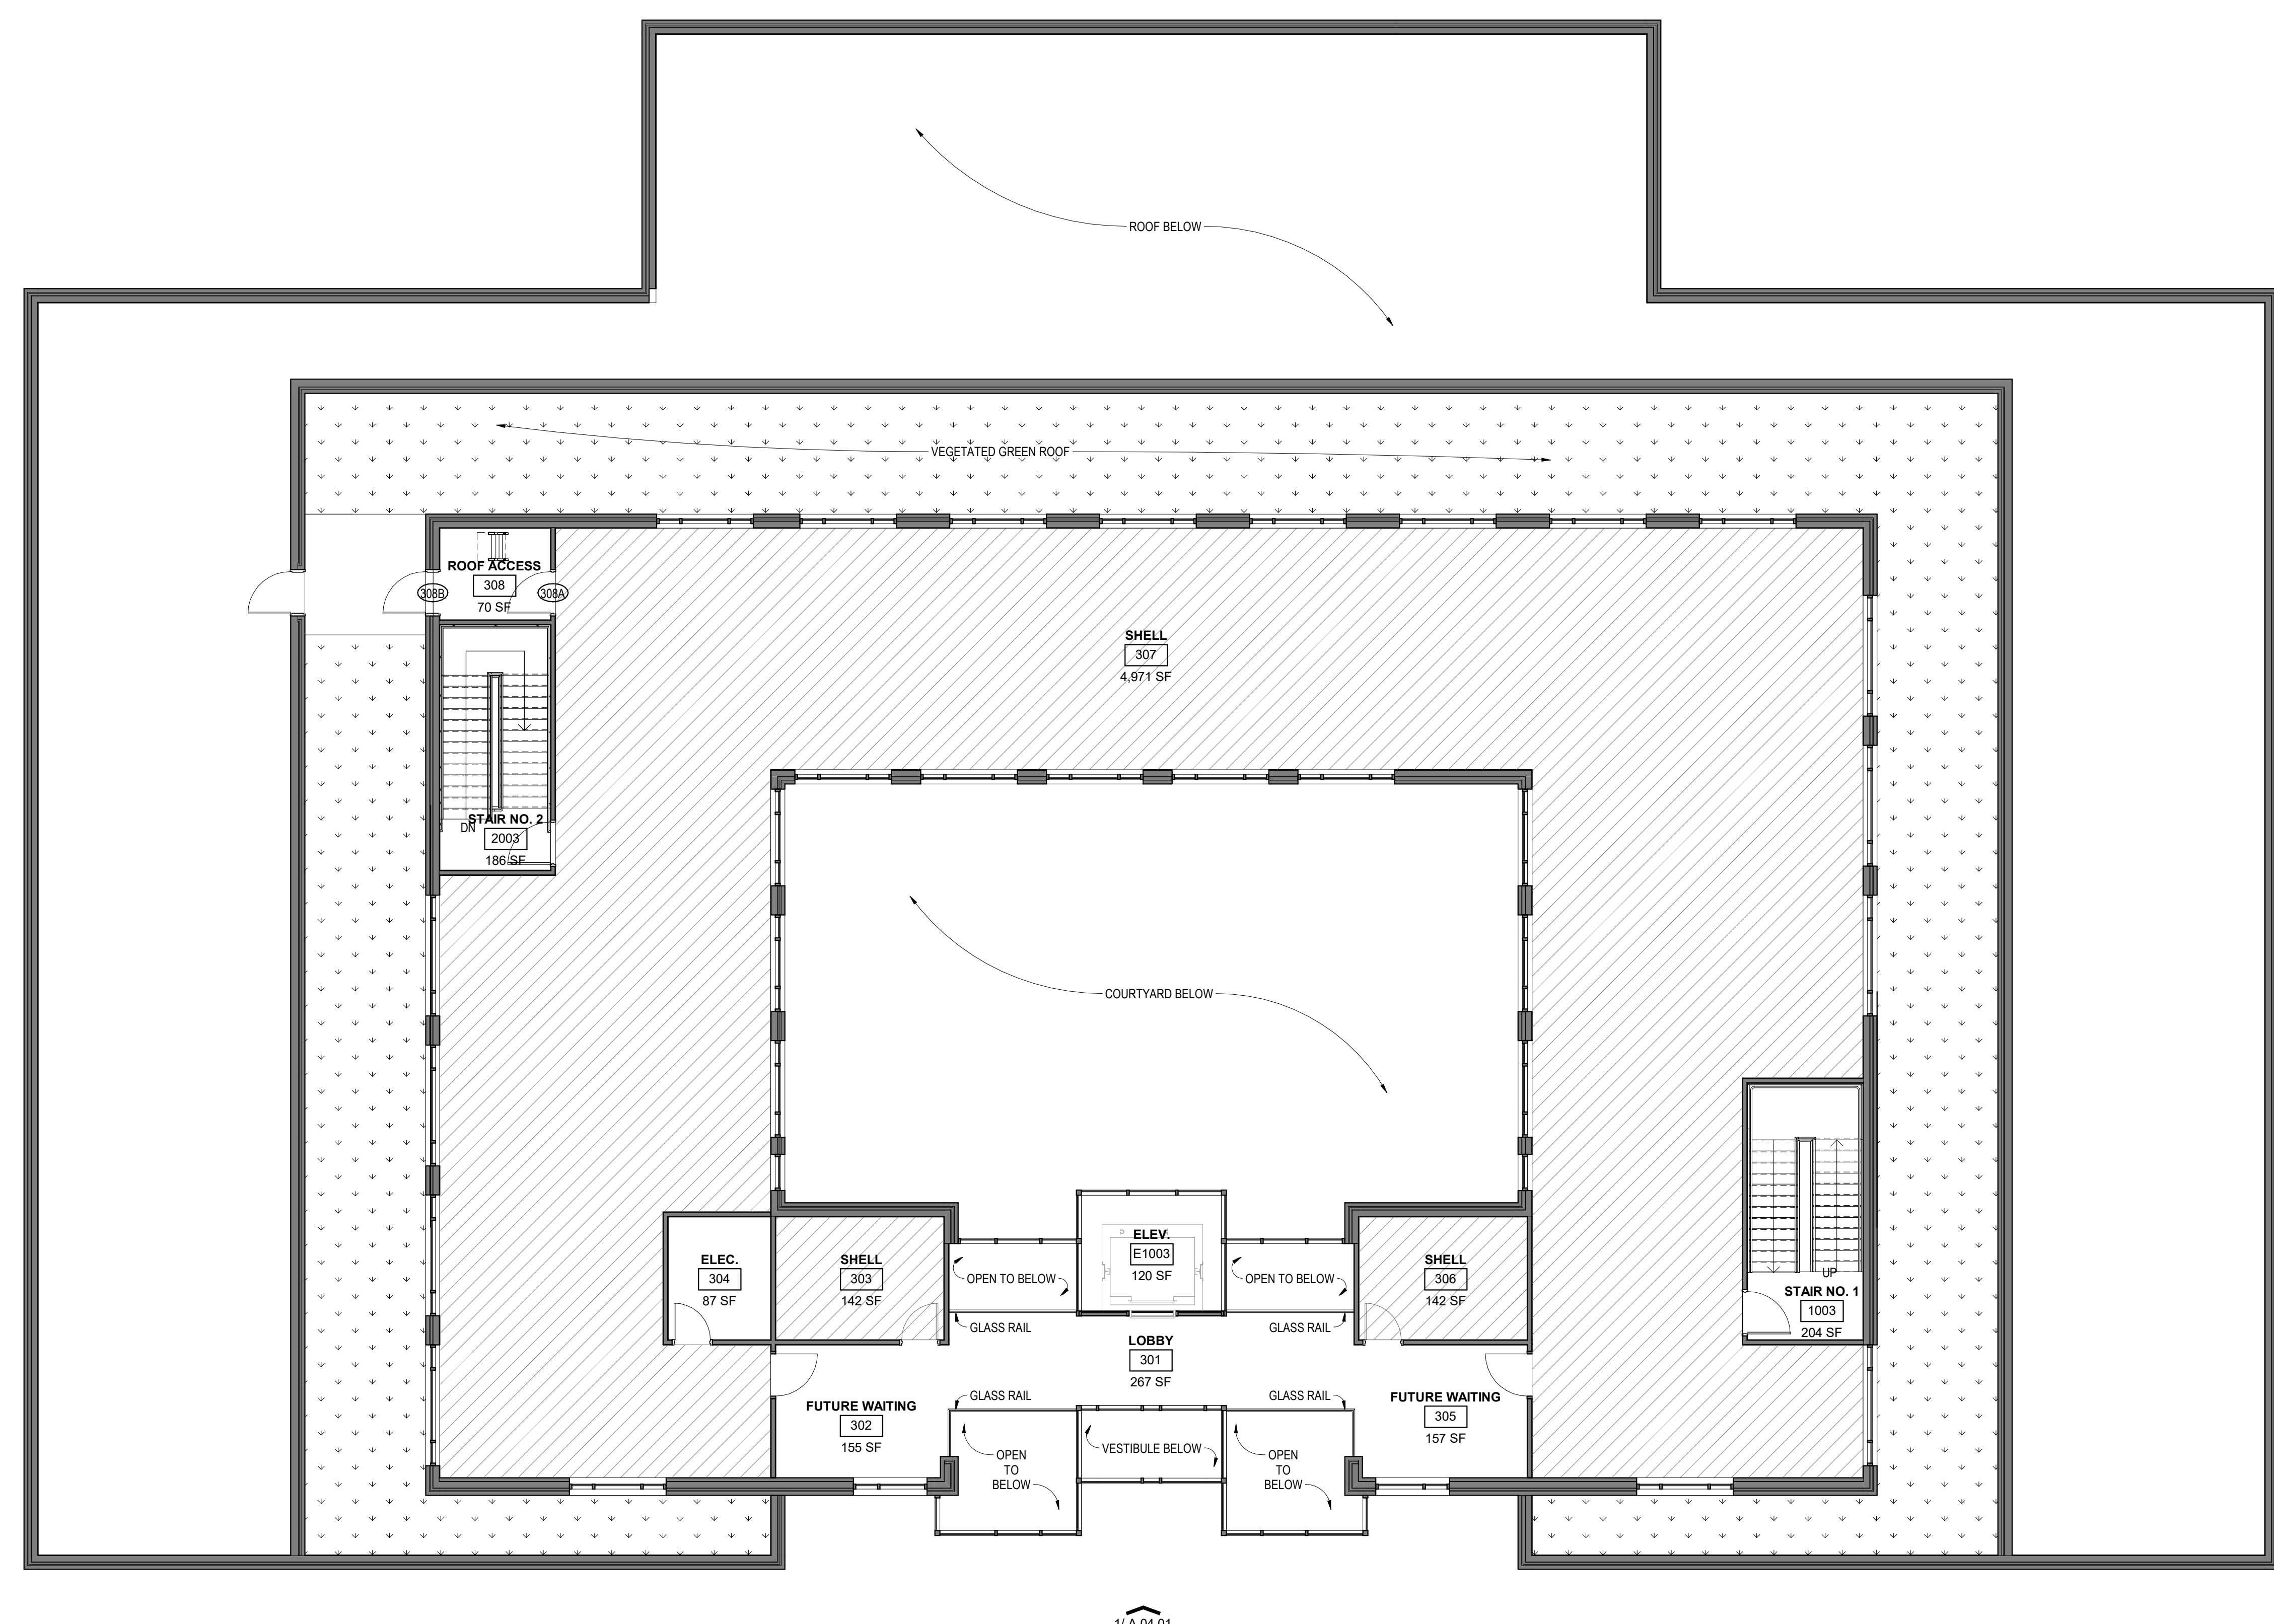 ROOF BELOW
VEGETATED GREEN ROOF
ROOF ACCESS
308
70 SF
308B
308A
SHELL
307
4,971 SF
DN
STAIR NO. 2
2003
186 SF
COURTYARD BELOW
ELEC.
304
87 SF
SHELL
303
142 SF
OPEN TO BELOW
ELEV.
E1003
120 SF
OPEN TO BELOW
SHELL
306
142 SF
UP
STAIR NO. 1
1003
204 SF
GLASS RAIL
GLASS RAIL
LOBBY
301
267 SF
GLASS RAIL
GLASS RAIL
FUTURE WAITING
302
155 SF
FUTURE WAITING
305
157 SF
OPEN
TO
BELOW
VESTIBULE BELOW
OPEN
TO
BELOW
1/ A 04.01